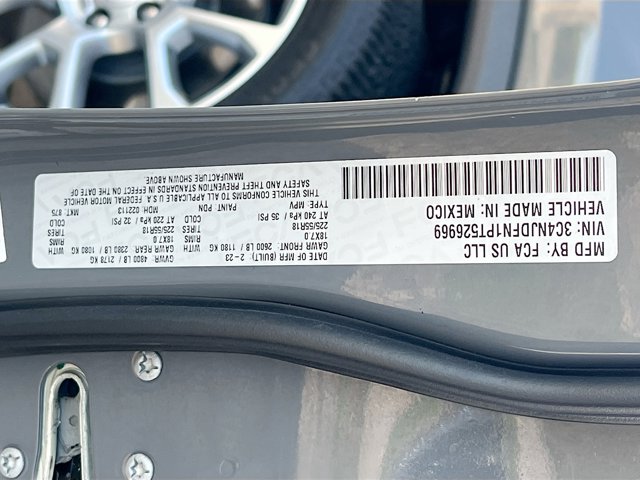 MFD BY: FCA US LLC
VIN: 3C4NJDFN1PT526969
VEHICLE MADE IN: MEXICO
DATE OF MFR (BUILT): 2-23 GVWR: 4800 LB 2178 KG
GAWR FRONT: 2600 LB 1180 KG WITH GAWR REAR: 2380 LB 1080 KG WITH
18X7.0 225/55R18 TIRES 18X7.0 225/55R18 TIRES
AT 240 kPa 35 PSI COLD AT 220 kPa 32 PSI COLD
TYPE: MPV PAINT: PDN MDH: 022113 MKT: 875
THIS VEHICLE CONFORMS TO ALL APPLICABLE U S A FEDERAL MOTOR VEHICLE
SAFETY AND THEFT PREVENTION STANDARDS IN EFFECT ON THE DATE OF
MANUFACTURE SHOWN ABOVE.